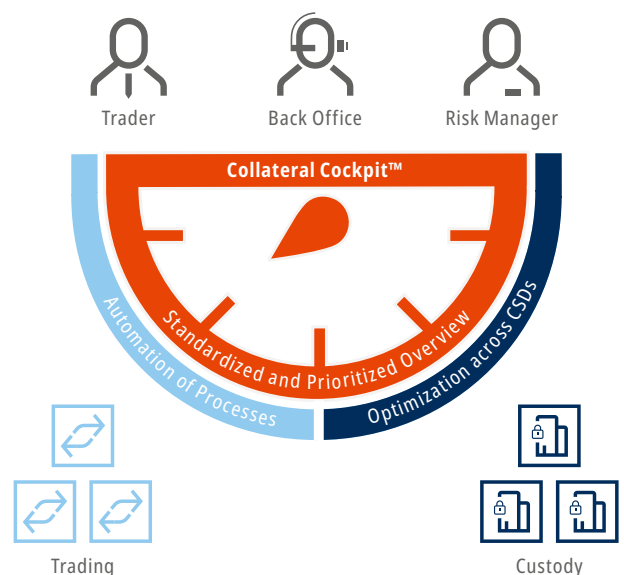 Trader
Back Office
Risk Manager
Collateral Cockpit™
Standardized and Prioritized Overview
Automation of Processes
Optimization across CSDs
Trading
Custody